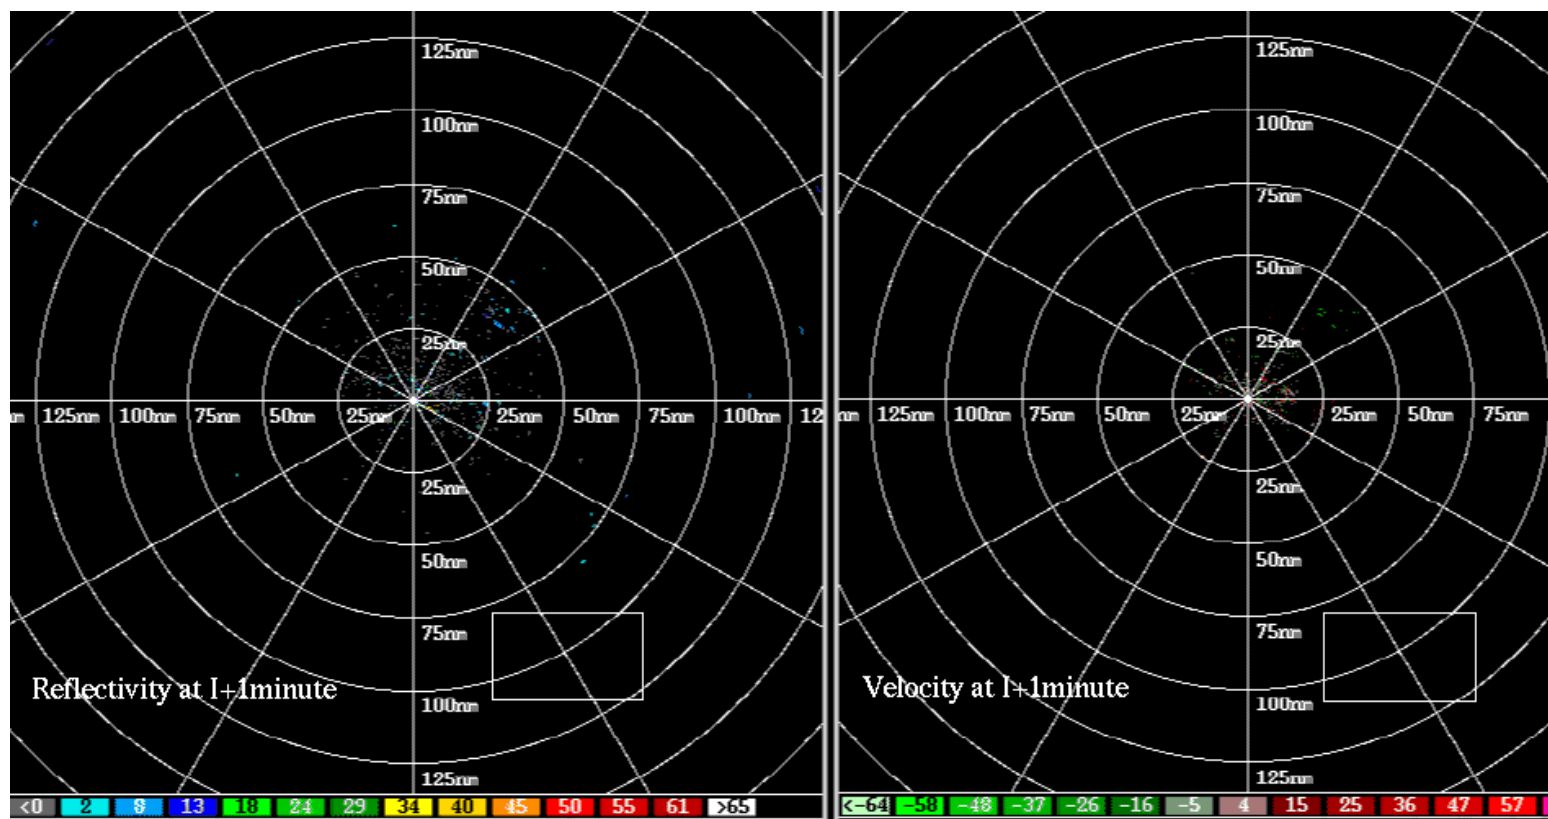 125nm
100nm
75nm
50nm
25nm
125nm 100nm 75nm 50nm 25nm 25nm 50nm 75nm 100nm
25nm
50nm
75nm
100nm
125nm
Reflectivity at I+1minute
<0 2 8 13 18 24 29 34 40 45 50 55 61 >65
125nm
100nm
75nm
50nm
25nm
125nm 100nm 75nm 50nm 25nm 25nm 50nm 75nm
25nm
50nm
75nm
100nm
125nm
Velocity at I+1minute
<-64 -58 -48 -37 -26 -16 -5 4 15 25 36 47 57